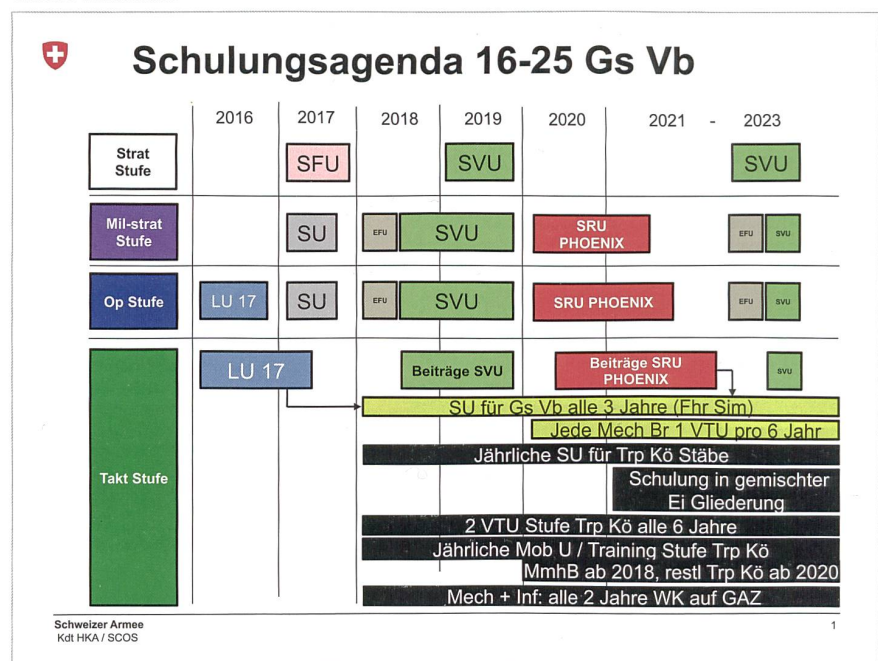 Schulungsagenda 16-25 Gs Vb
2016 2017 2018 2019 2020 2021 - 2023
Strat
Stufe
SFU SVU SVU
Mil-strat
Stufe
SU EFU SVU SRU
PHOENIX
EFU SVU
Op Stufe LU 17 SU EFU SVU SRU PHOENIX EFU SVU
Takt Stufe
LU 17 Beiträge SVU Beiträge SRU
PHOENIX
SVU
SU für Gs Vb alle 3 Jahre (Fhr Sim)
Jede Mech Br 1 VTU pro 6 Jahr
Jährliche SU für Trp Kö Stäbe
Schulung in gemischter
Ei Gliederung
2 VTU Stufe Trp Kö alle 6 Jahre
Jährliche Mob U / Training Stufe Trp Kö
MmhB ab 2018, restl Trp Kö ab 2020
Mech + Inf: alle 2 Jahre WK auf GAZ
Schweizer Armee
Kdt HKA / SCOS
1